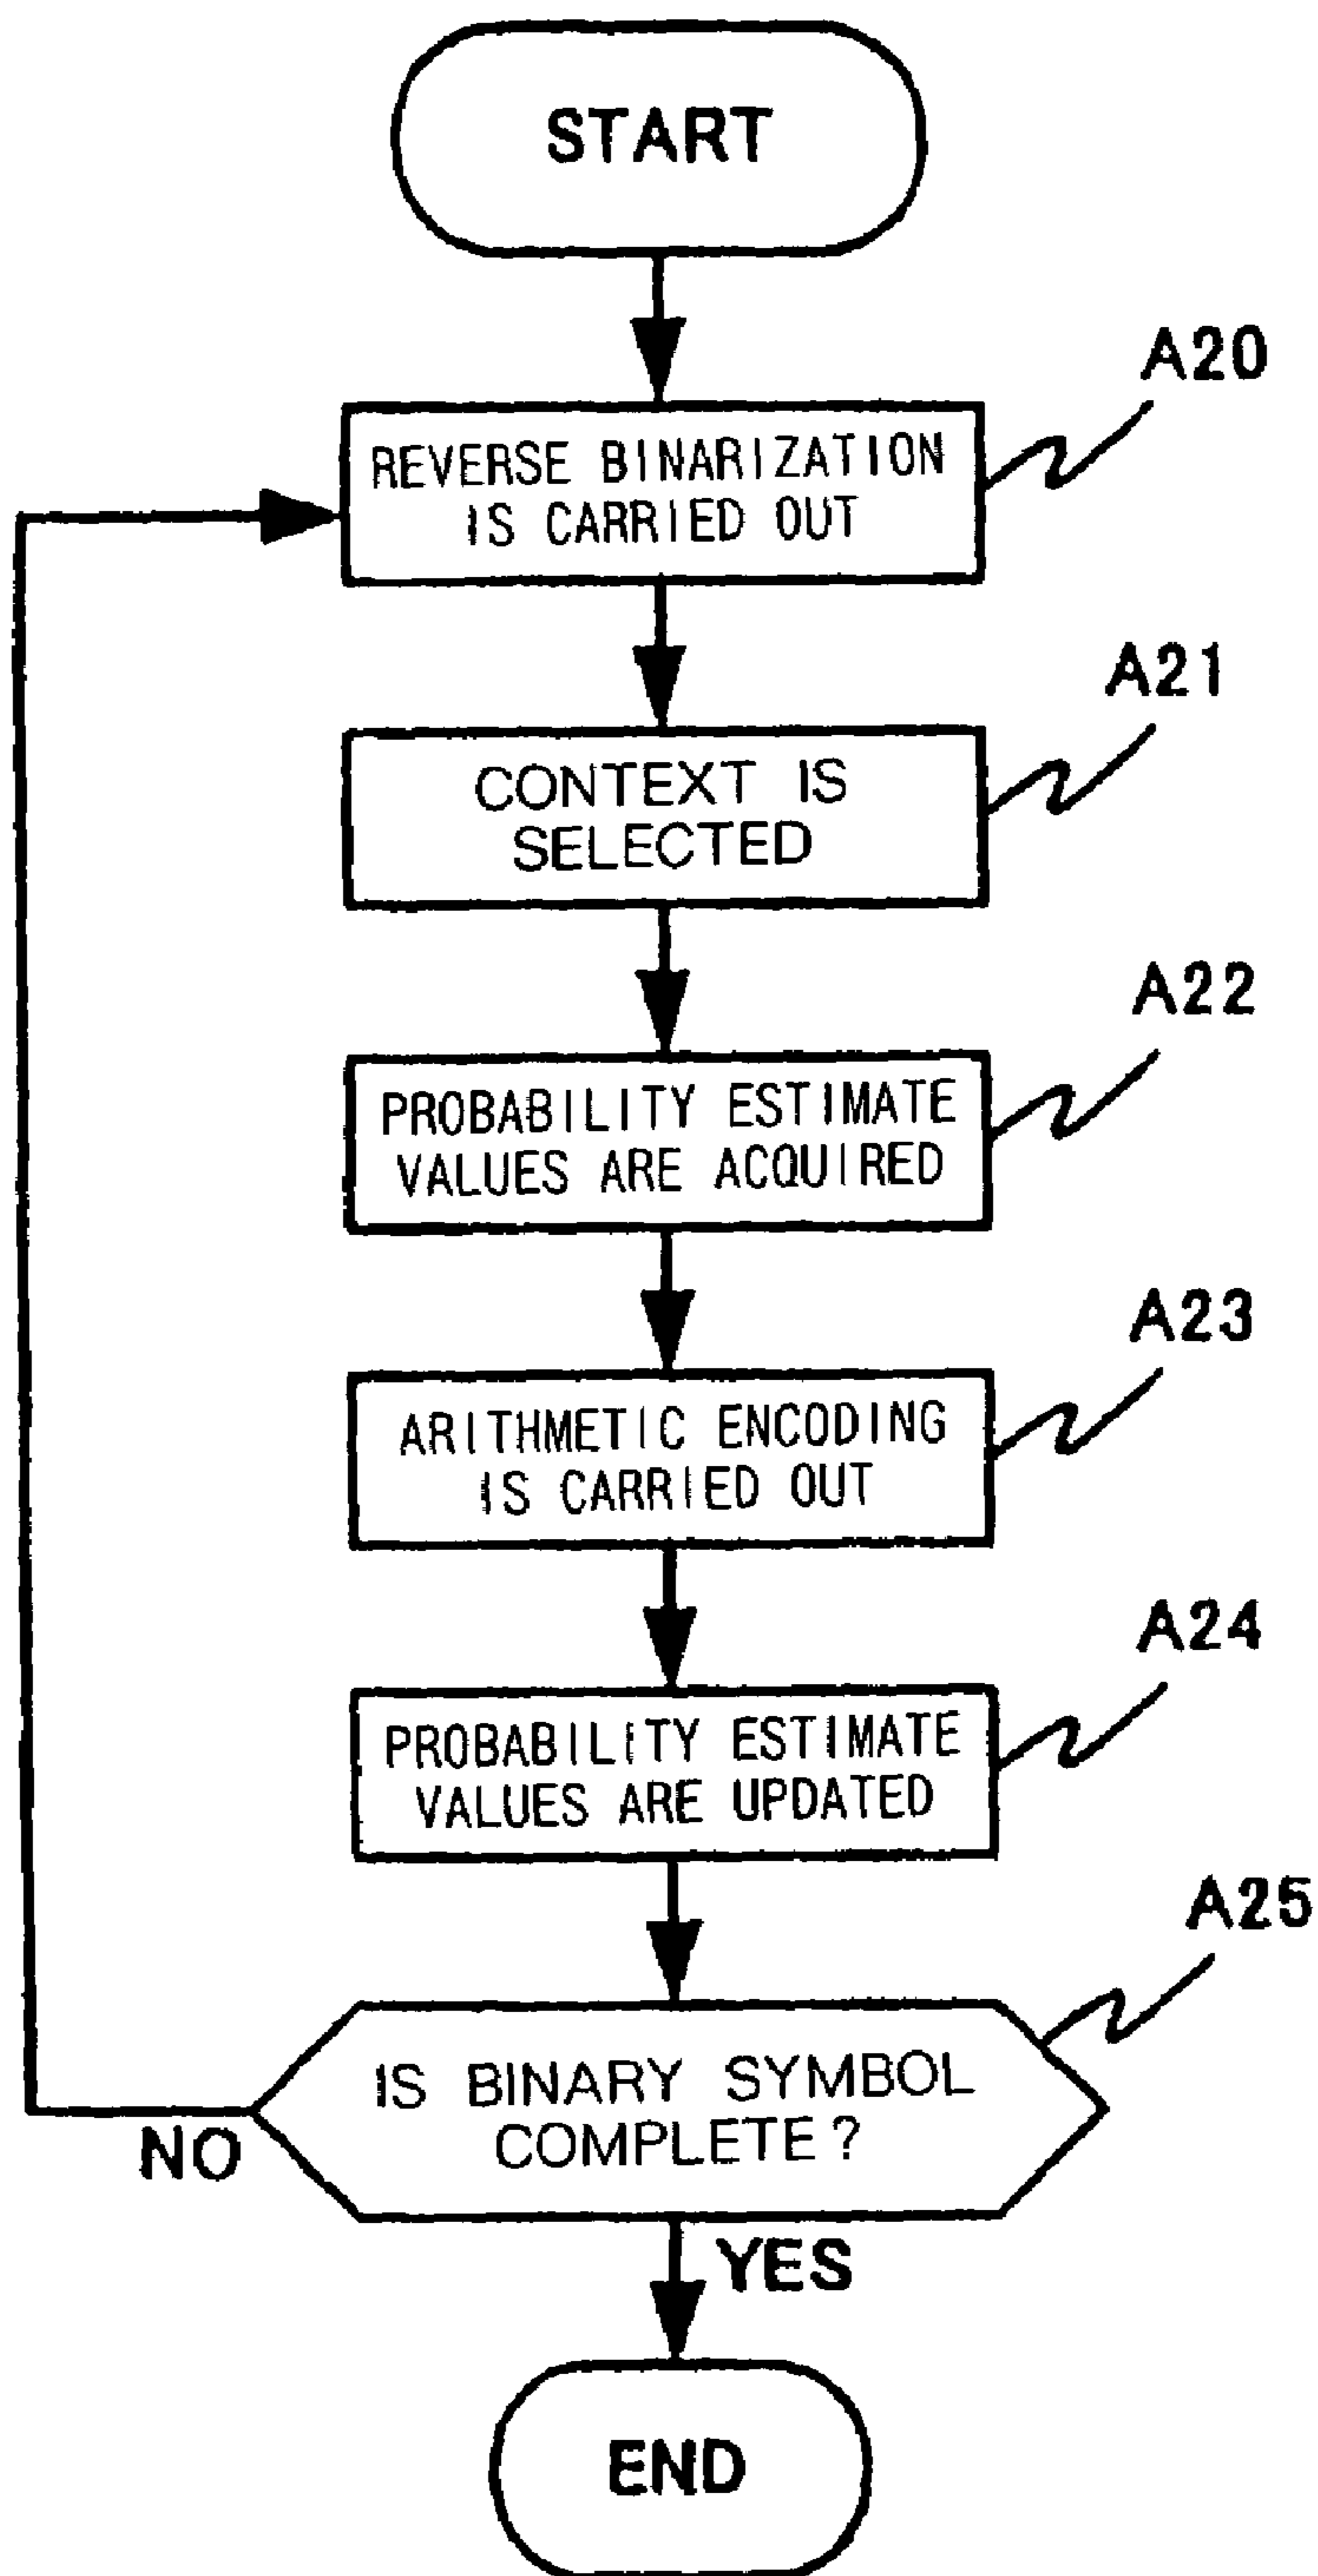 START
A20
REVERSE BINARIZATION
IS CARRIED OUT
A21
CONTEXT IS
SELECTED
A22
PROBABILITY ESTIMATE
VALUES ARE ACQUIRED
A23
ARITHMETIC ENCODING
IS CARRIED OUT
A24
PROBABILITY ESTIMATE
VALUES ARE UPDATED
A25
IS BINARY SYMBOL
COMPLETE?
NO
YES
END